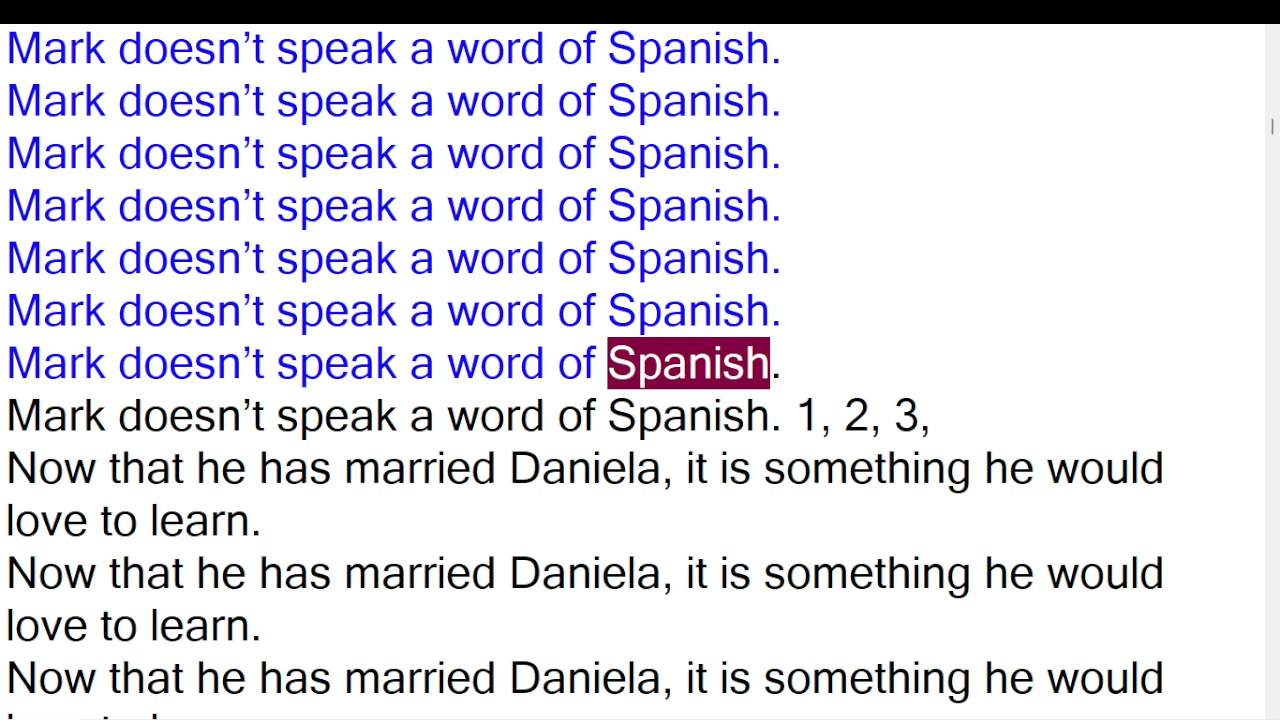 Mark doesn’t speak a word of Spanish.
Mark doesn’t speak a word of Spanish.
Mark doesn’t speak a word of Spanish.
Mark doesn’t speak a word of Spanish.
Mark doesn’t speak a word of Spanish.
Mark doesn’t speak a word of Spanish.
Mark doesn’t speak a word of Spanish.
Mark doesn’t speak a word of Spanish. 1, 2, 3,
Now that he has married Daniela, it is something he would
love to learn.
Now that he has married Daniela, it is something he would
love to learn.
Now that he has married Daniela, it is something he would